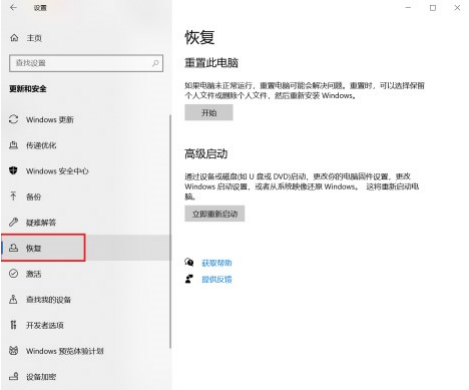 设置
主页
查找设置
更新和安全
Windows 更新
传递优化
Windows 安全中心
备份
疑难解答
恢复
激活
查找我的设备
开发者选项
Windows 预览体验计划
设备加密
恢复
重置此电脑
如果电脑未正常运行，重置电脑可能会解决问题。重置时，可以选择保留
个人文件或删除个人文件，然后重新安装 Windows。
开始
高级启动
通过设备或磁盘(如 U 盘或 DVD)启动，更改你的电脑固件设置，更改
Windows 启动设置，或者从系统映像还原 Windows。 这将重新启动电
脑。
立即重新启动
获取帮助
提供反馈